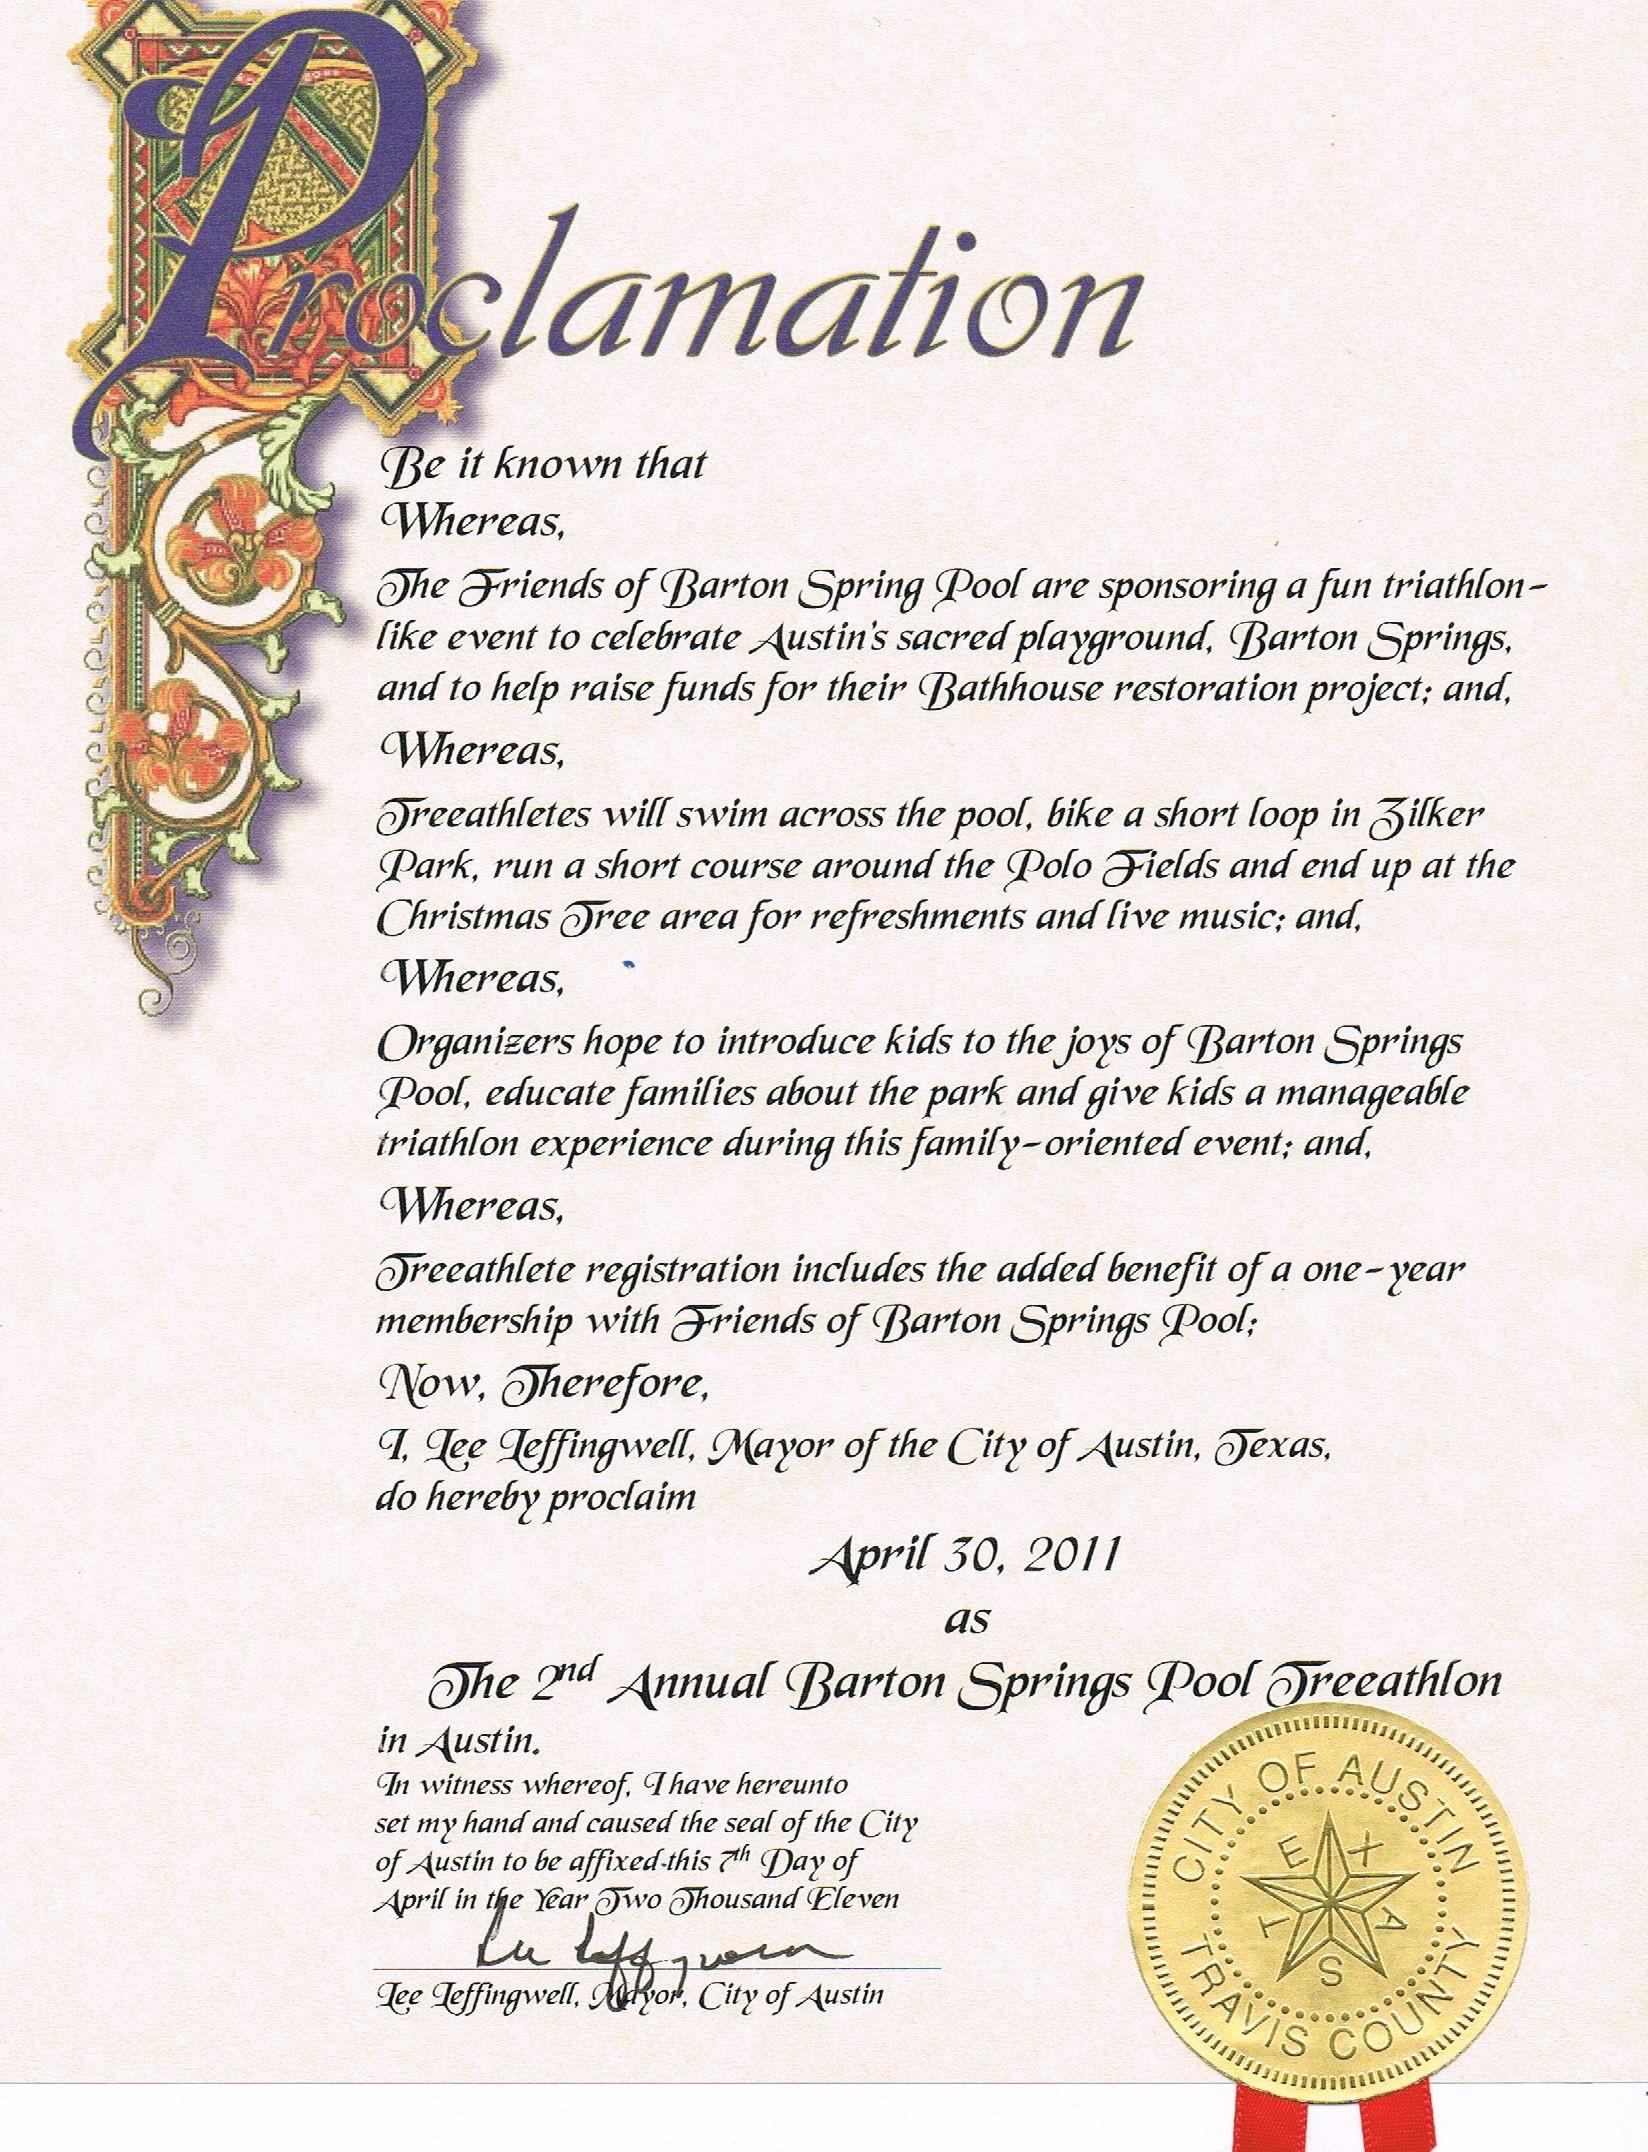 Proclamation
Be it known that
Whereas,
The Friends of Barton Spring Pool are sponsoring a fun triathlon-
like event to celebrate Austin's sacred playground, Barton Springs,
and to help raise funds for their Bathhouse restoration project; and,
Whereas,
Treeathletes will swim across the pool, bike a short loop in Zilker
Park, run a short course around the Polo Fields and end up at the
Christmas Tree area for refreshments and live music; and,
Whereas,
Organizers hope to introduce kids to the joys of Barton Springs
Pool, educate families about the park and give kids a manageable
triathlon experience during this family-oriented event; and,
Whereas,
Treeathlete registration includes the added benefit of a one-year
membership with Friends of Barton Springs Pool;
Now, Therefore,
I, Lee Leffingwell, Mayor of the City of Austin, Texas,
do hereby proclaim
April 30, 2011
as
The 2nd Annual Barton Springs Pool Treeathlon
in Austin.
In witness whereof, I have hereunto
set my hand and caused the seal of the City
of Austin to be affixed this 7th Day of
April in the Year Two Thousand Eleven
Lee Leffingwell
Lee Leffingwell, Mayor, City of Austin
CITY OF AUSTIN
TEXAS
TRAVIS COUNTY